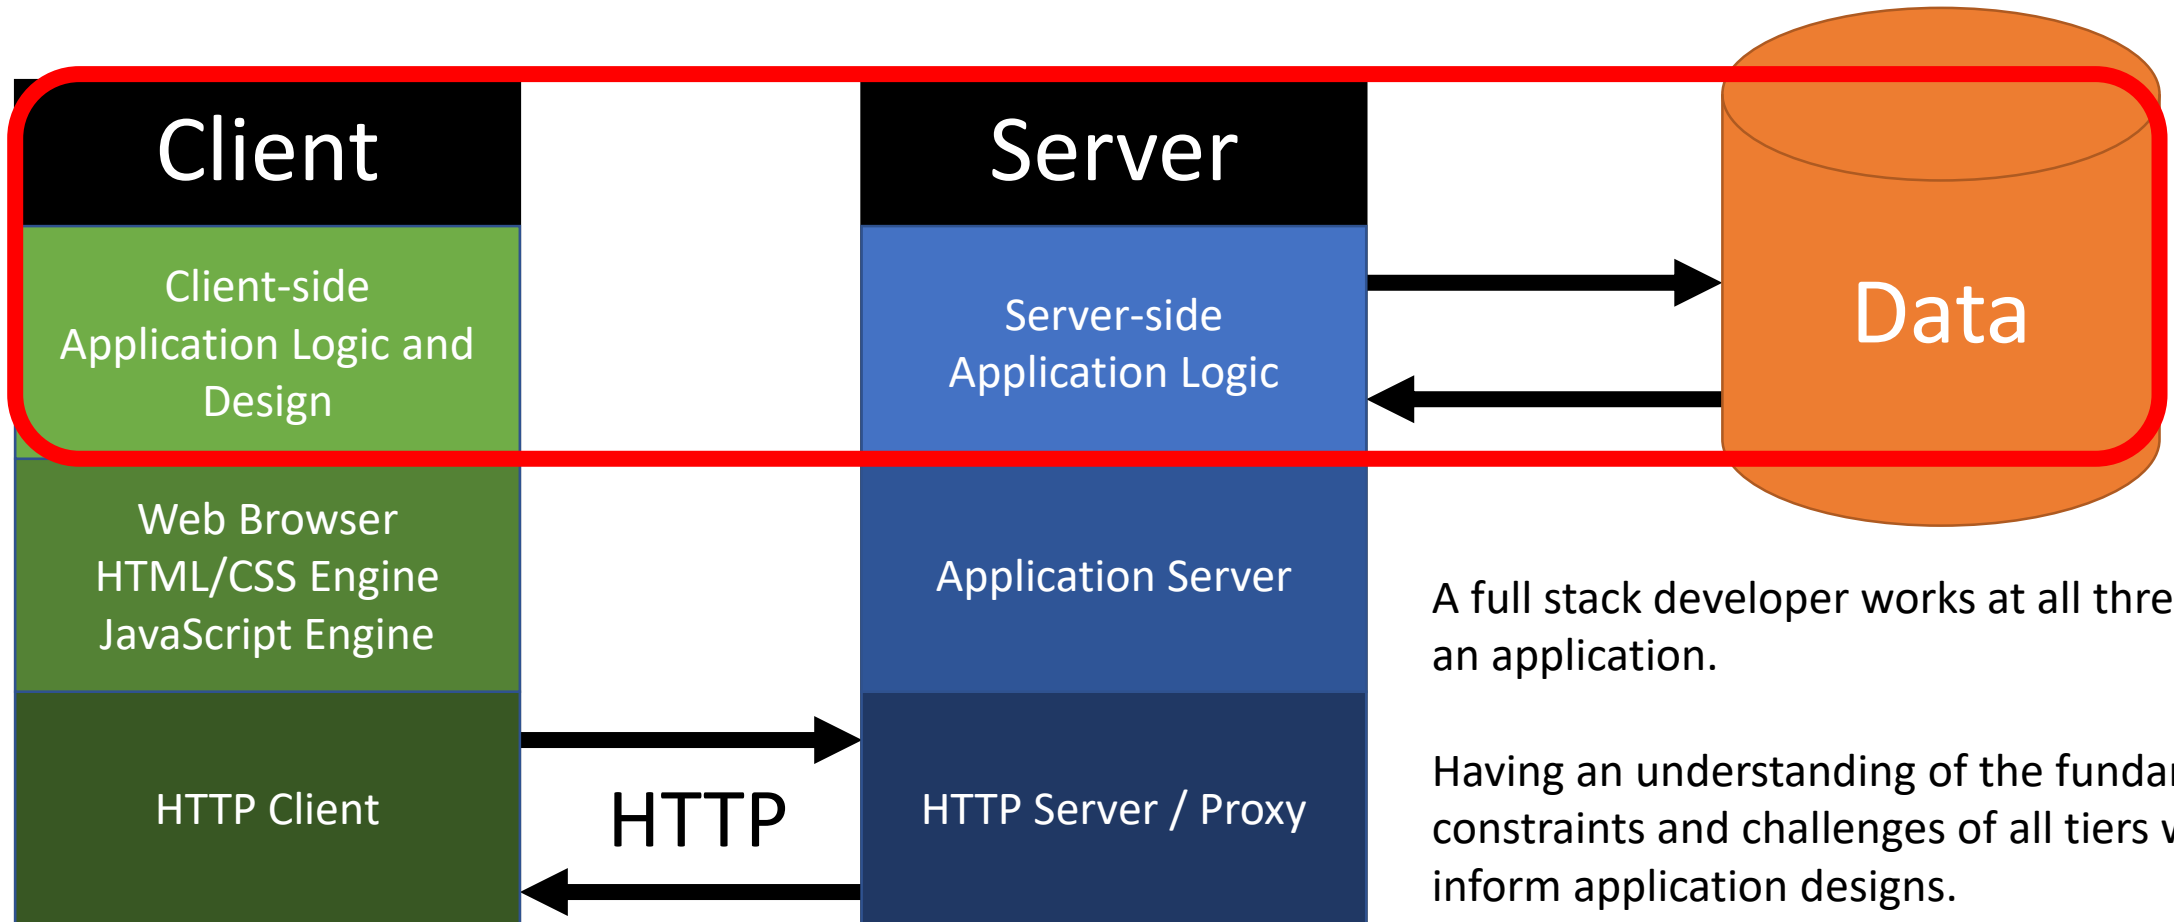 Client
Client-side
Application Logic and
Design
Web Browser
HTML/CSS Engine
JavaScript Engine
HTTP Client
HTTP
Server
Server-side
Application Logic
Application Server
HTTP Server / Proxy
Data
A full stack developer works at all
an application.
Having an understanding of the
constraints and challenges of all tiers
inform application designs.